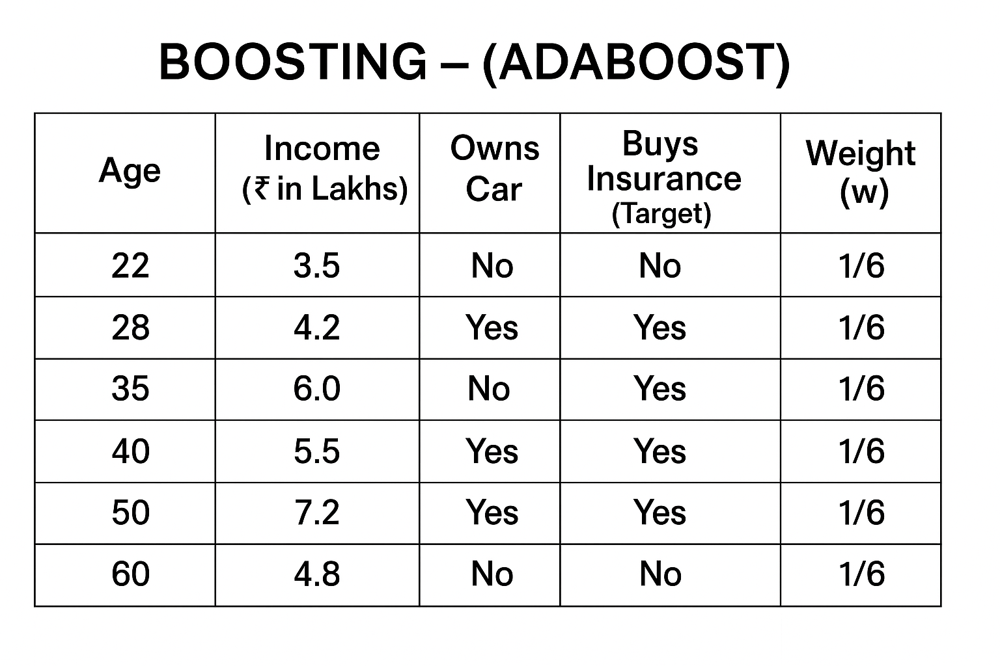 BOOSTING – (ADABOOST)
Age
Income
(₹ in Lakhs)
Owns
Car
Buys
Insurance
(Target)
Weight
(w)
22 3.5 No No 1/6
28 4.2 Yes Yes 1/6
35 6.0 No Yes 1/6
40 5.5 Yes Yes 1/6
50 7.2 Yes Yes 1/6
60 4.8 No No 1/6